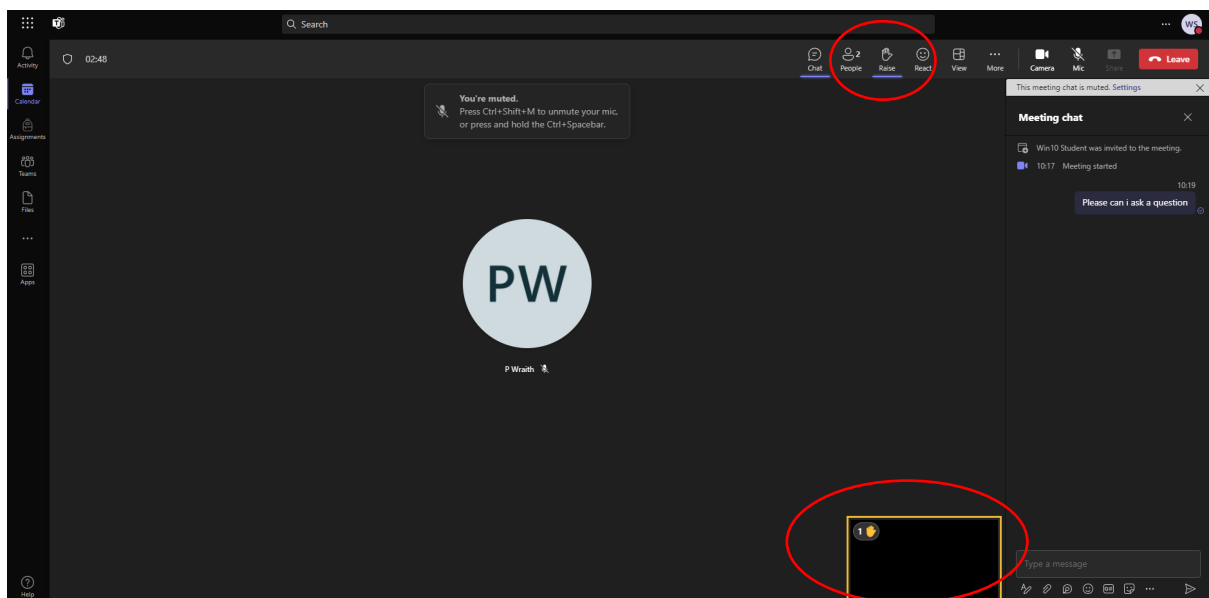 Search
WS
Activity
Calendar
Assignments
Teams
Files
Apps
Help
02:48
Chat
2
People
Raise
React
View
More
Camera
Mic
Share
Leave
You're muted.
Press Ctrl+Shift+M to unmute your mic,
or press and hold the Ctrl+Spacebar.
PW
P Wraith
1
This meeting chat is muted. Settings
Meeting chat
Win10 Student was invited to the meeting.
10:17 Meeting started
10:19
Please can i ask a question
Type a message